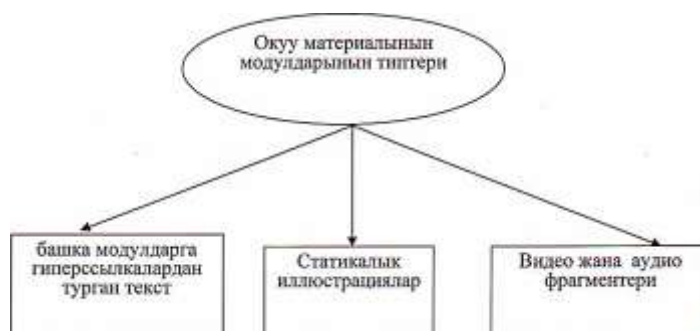 Окуу материалынын
модулдарынын типтери
башка модулдарга
гиперссылкалардан
турган текст
Статикалык
иллюстрациялар
Видео жана аудио
фрагментери